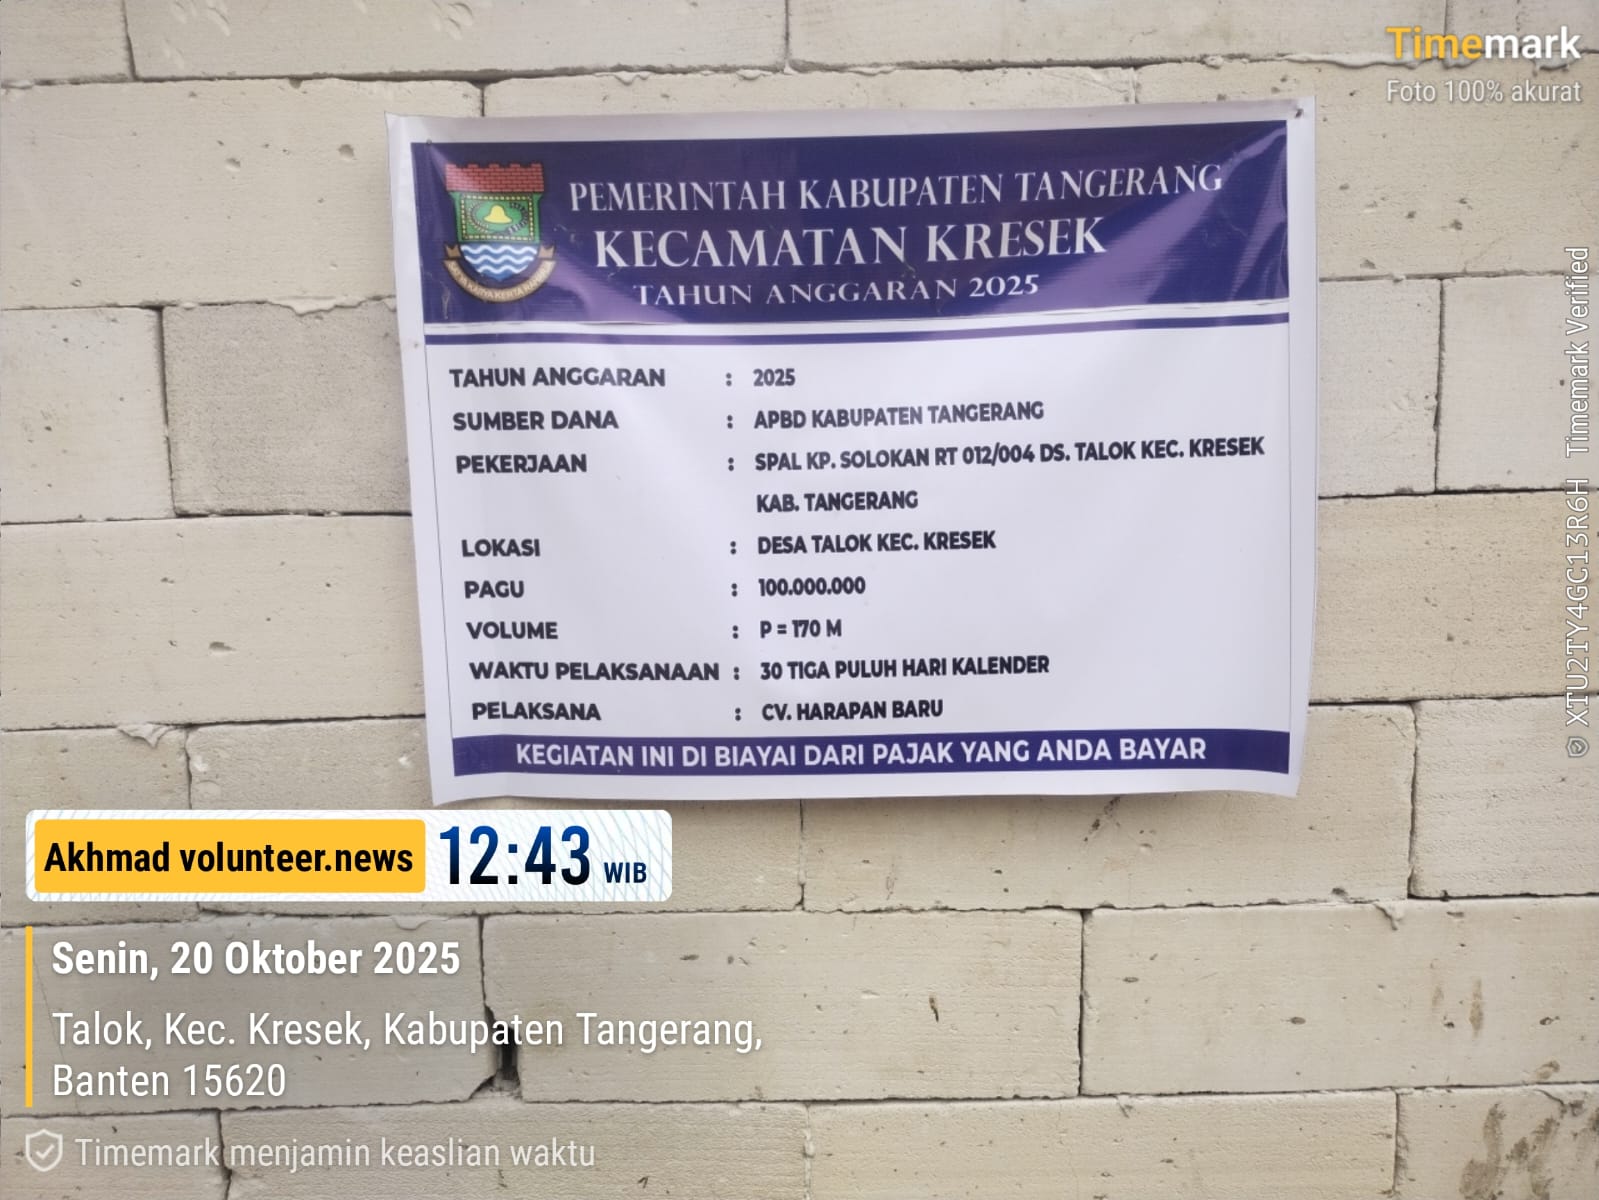 Timemark
Foto 100% akurat
PEMERINTAH KABUPATEN TANGERANG
KECAMATAN KRESEK
TAHUN ANGGARAN 2025
TAHUN ANGGARAN : 2025
SUMBER DANA : APBD KABUPATEN TANGERANG
PEKERJAAN : SPAL KP. SOLOKAN RT 012/004 DS. TALOK KEC. KRESEK
KAB. TANGERANG
LOKASI : DESA TALOK KEC. KRESEK
PAGU : 100.000.000
VOLUME : P = 170 M
WAKTU PELAKSANAAN : 30 TIGA PULUH HARI KALENDER
PELAKSANA : CV. HARAPAN BARU
KEGIATAN INI DI BIAYAI DARI PAJAK YANG ANDA BAYAR
XTU2TY4GC13R6H Timemark Verified
Akhmad volunteer.news 12:43 WIB
Senin, 20 Oktober 2025
Talok, Kec. Kresek, Kabupaten Tangerang,
Banten 15620
Timemark menjamin keaslian waktu